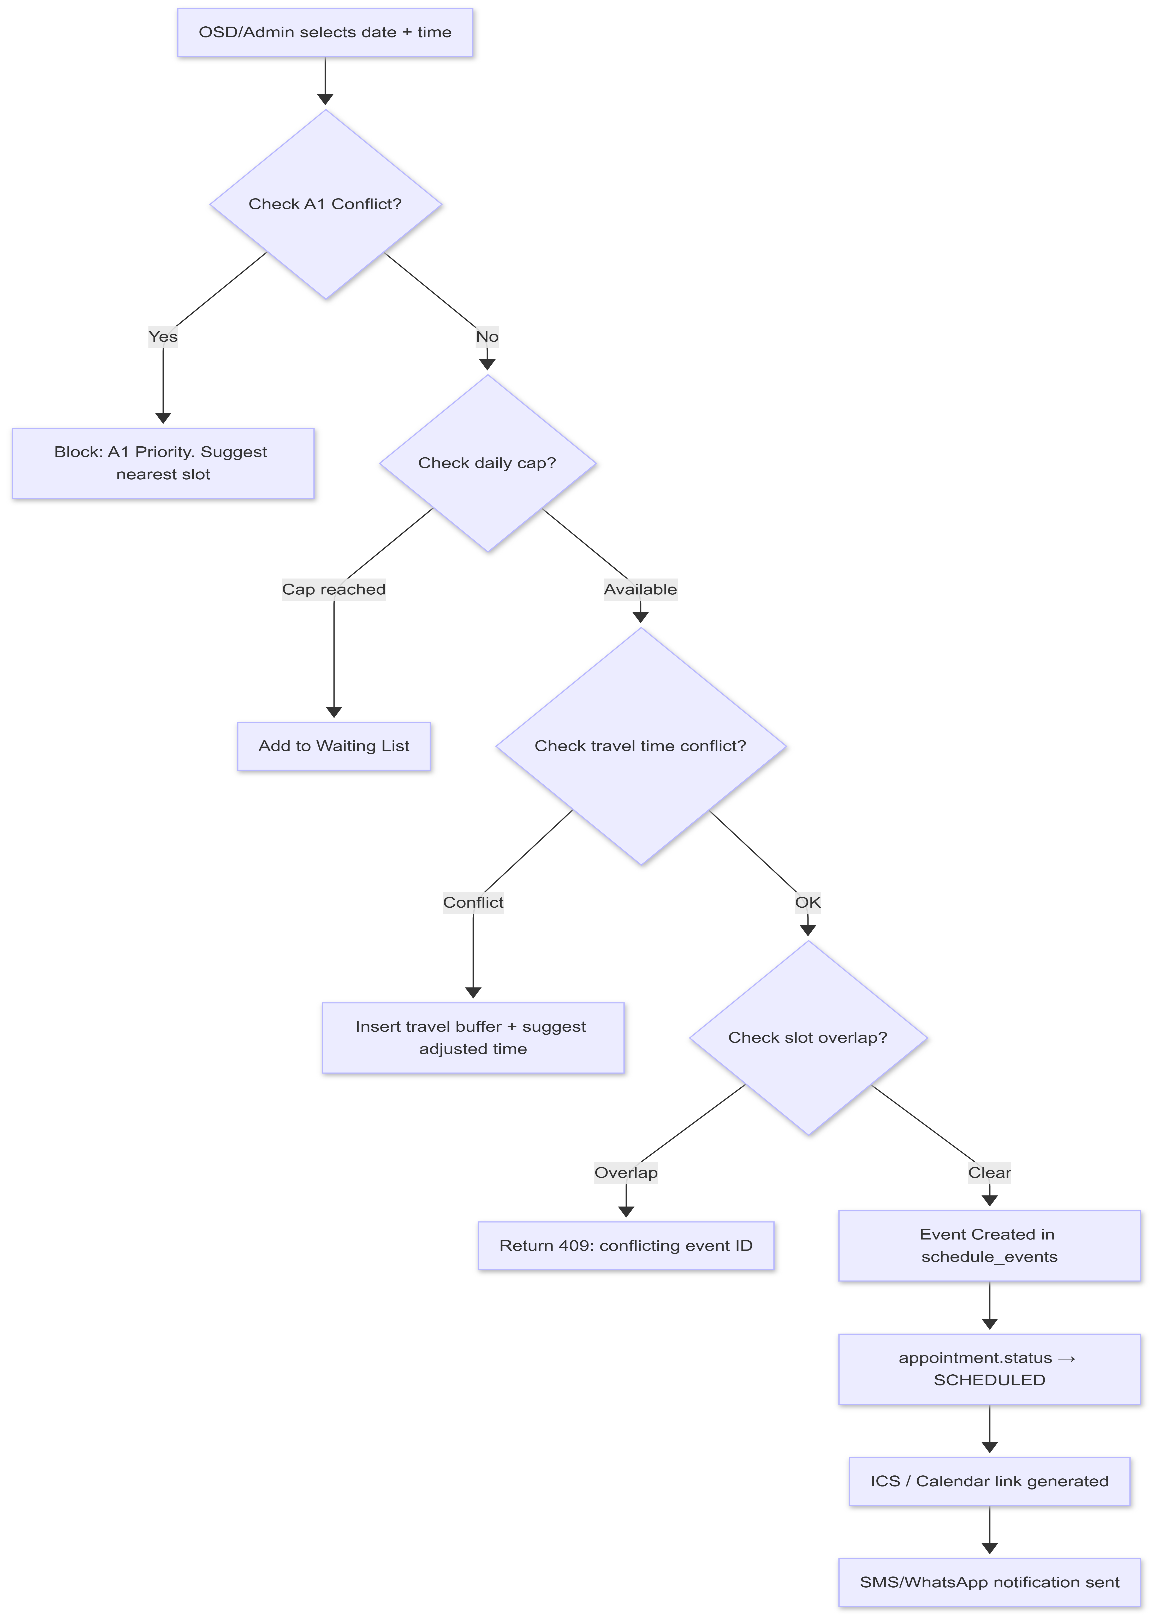 OSD/Admin selects date + time
Check A1 Conflict?
Yes
No
Block: A1 Priority. Suggest
nearest slot
Check daily cap?
Cap reached
Available
Add to Waiting List
Check travel time conflict?
Conflict
OK
Insert travel buffer + suggest
adjusted time
Check slot overlap?
Overlap
Clear
Return 409: conflicting event ID
Event Created in
schedule_events
appointment.status →
SCHEDULED
ICS / Calendar link generated
SMS/WhatsApp notification sent